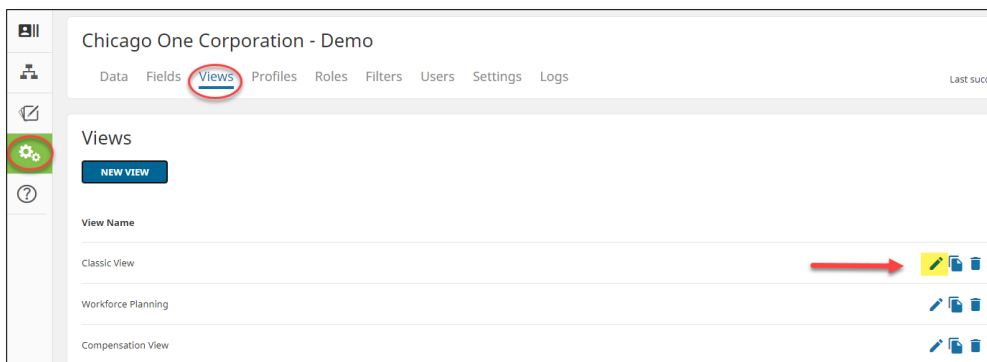 Chicago One Corporation - Demo
Data Fields Views Profiles Roles Filters Users Settings Logs
Last succ
Views
NEW VIEW
View Name
Classic View
Workforce Planning
Compensation View